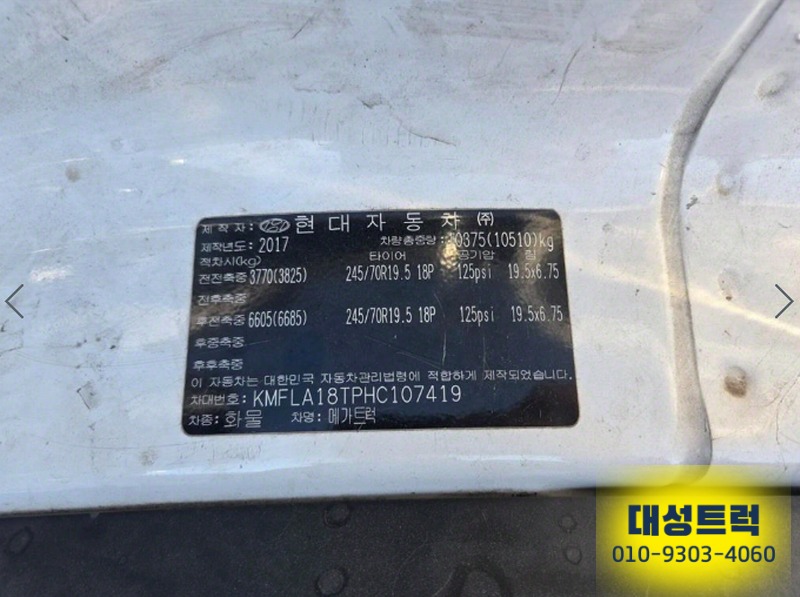 제작자: 현대자동차 ㈜
제작년도: 2017 차량총중량: 10375(10510)kg
적차시(kg) 타이어 공기압 림
전전축중 3770(3825) 245/70R19.5 18P 125psi 19.5x6.75
전후축중
후전축중 6605(6685) 245/70R19.5 18P 125psi 19.5x6.75
후중축중
후후축중
이 자동차는 대한민국 자동차관리법령에 적합하게 제작되었습니다.
차대번호: KMFLA18TPHC107419
차종: 화물 차명: 메가트럭
대성트럭
010-9303-4060